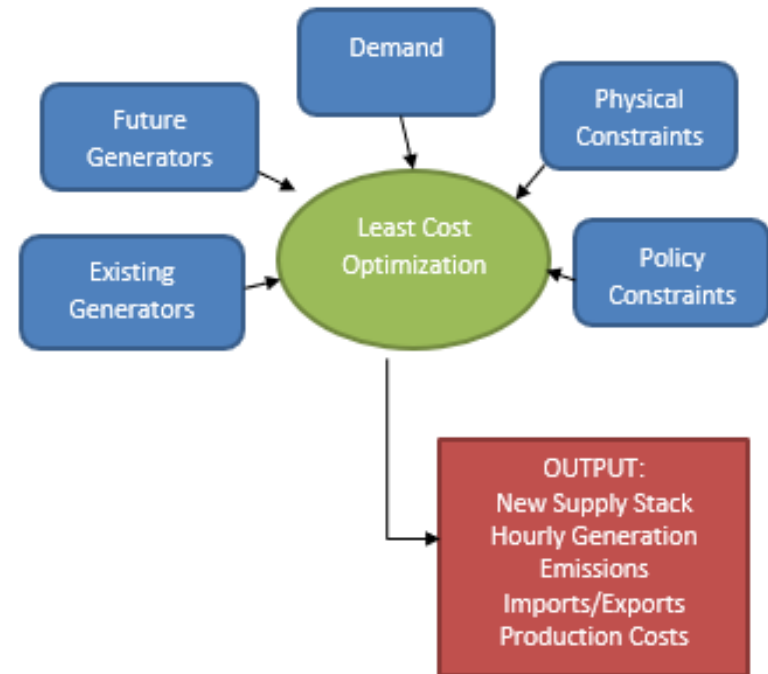 Demand
Future
Generators
Physical
Constraints
Existing
Generators
Least Cost
Optimization
Policy
Constraints
OUTPUT:
New Supply Stack
Hourly Generation
Emissions
Imports/Exports
Production Costs